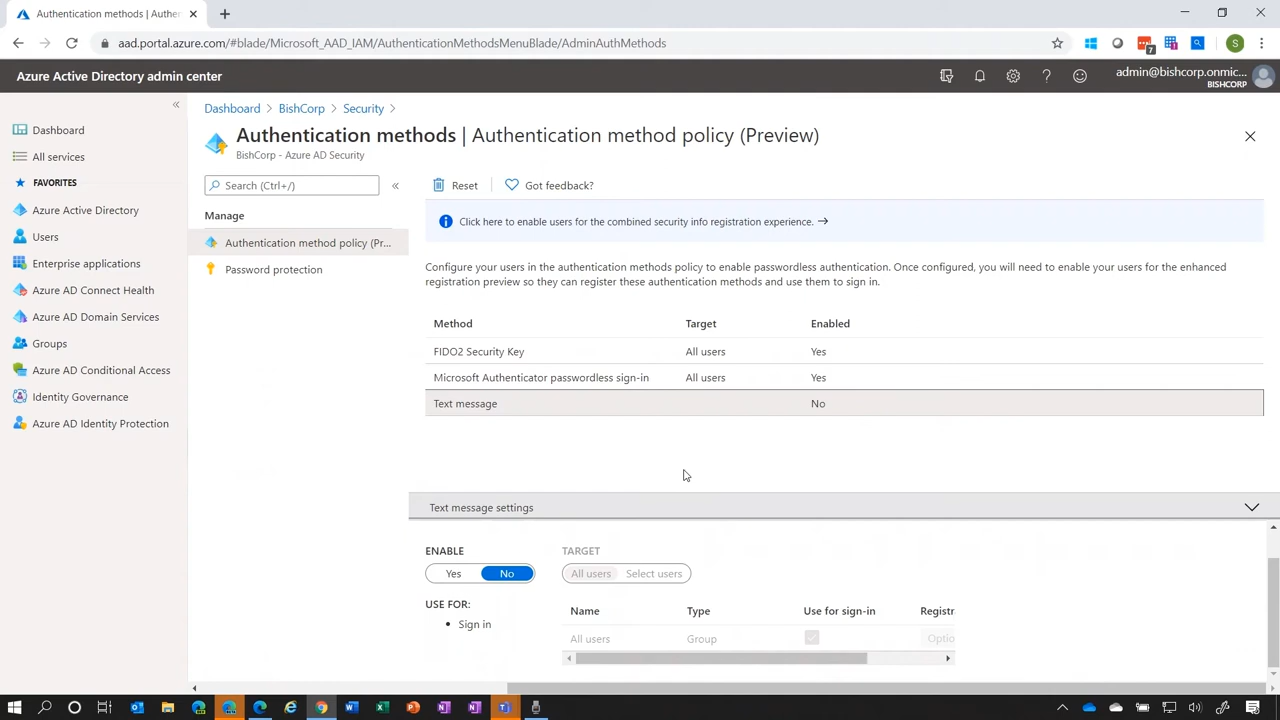 Authentication methods | Authen
aad.portal.azure.com/#blade/Microsoft_AAD_IAM/AuthenticationMethodsMenuBlade/AdminAuthMethods
7
S
Azure Active Directory admin center
admin@bishcorp.onmic...
BISHCORP
Dashboard
All services
FAVORITES
Azure Active Directory
Users
Enterprise applications
Azure AD Connect Health
Azure AD Domain Services
Groups
Azure AD Conditional Access
Identity Governance
Azure AD Identity Protection
Dashboard > BishCorp > Security >
Authentication methods | Authentication method policy (Preview)
BishCorp - Azure AD Security
Search (Ctrl+/)
Manage
Authentication method policy (Pr...
Password protection
Reset
Got feedback?
Click here to enable users for the combined security info registration experience. →
Configure your users in the authentication methods policy to enable passwordless authentication. Once configured, you will need to enable your users for the enhanced
registration preview so they can register these authentication methods and use them to sign in.
Method Target Enabled
FIDO2 Security Key All users Yes
Microsoft Authenticator passwordless sign-in All users Yes
Text message No
Text message settings
ENABLE TARGET
Yes No All users Select users
USE FOR:
Sign in
Name Type Use for sign-in Registr
All users Group Optio